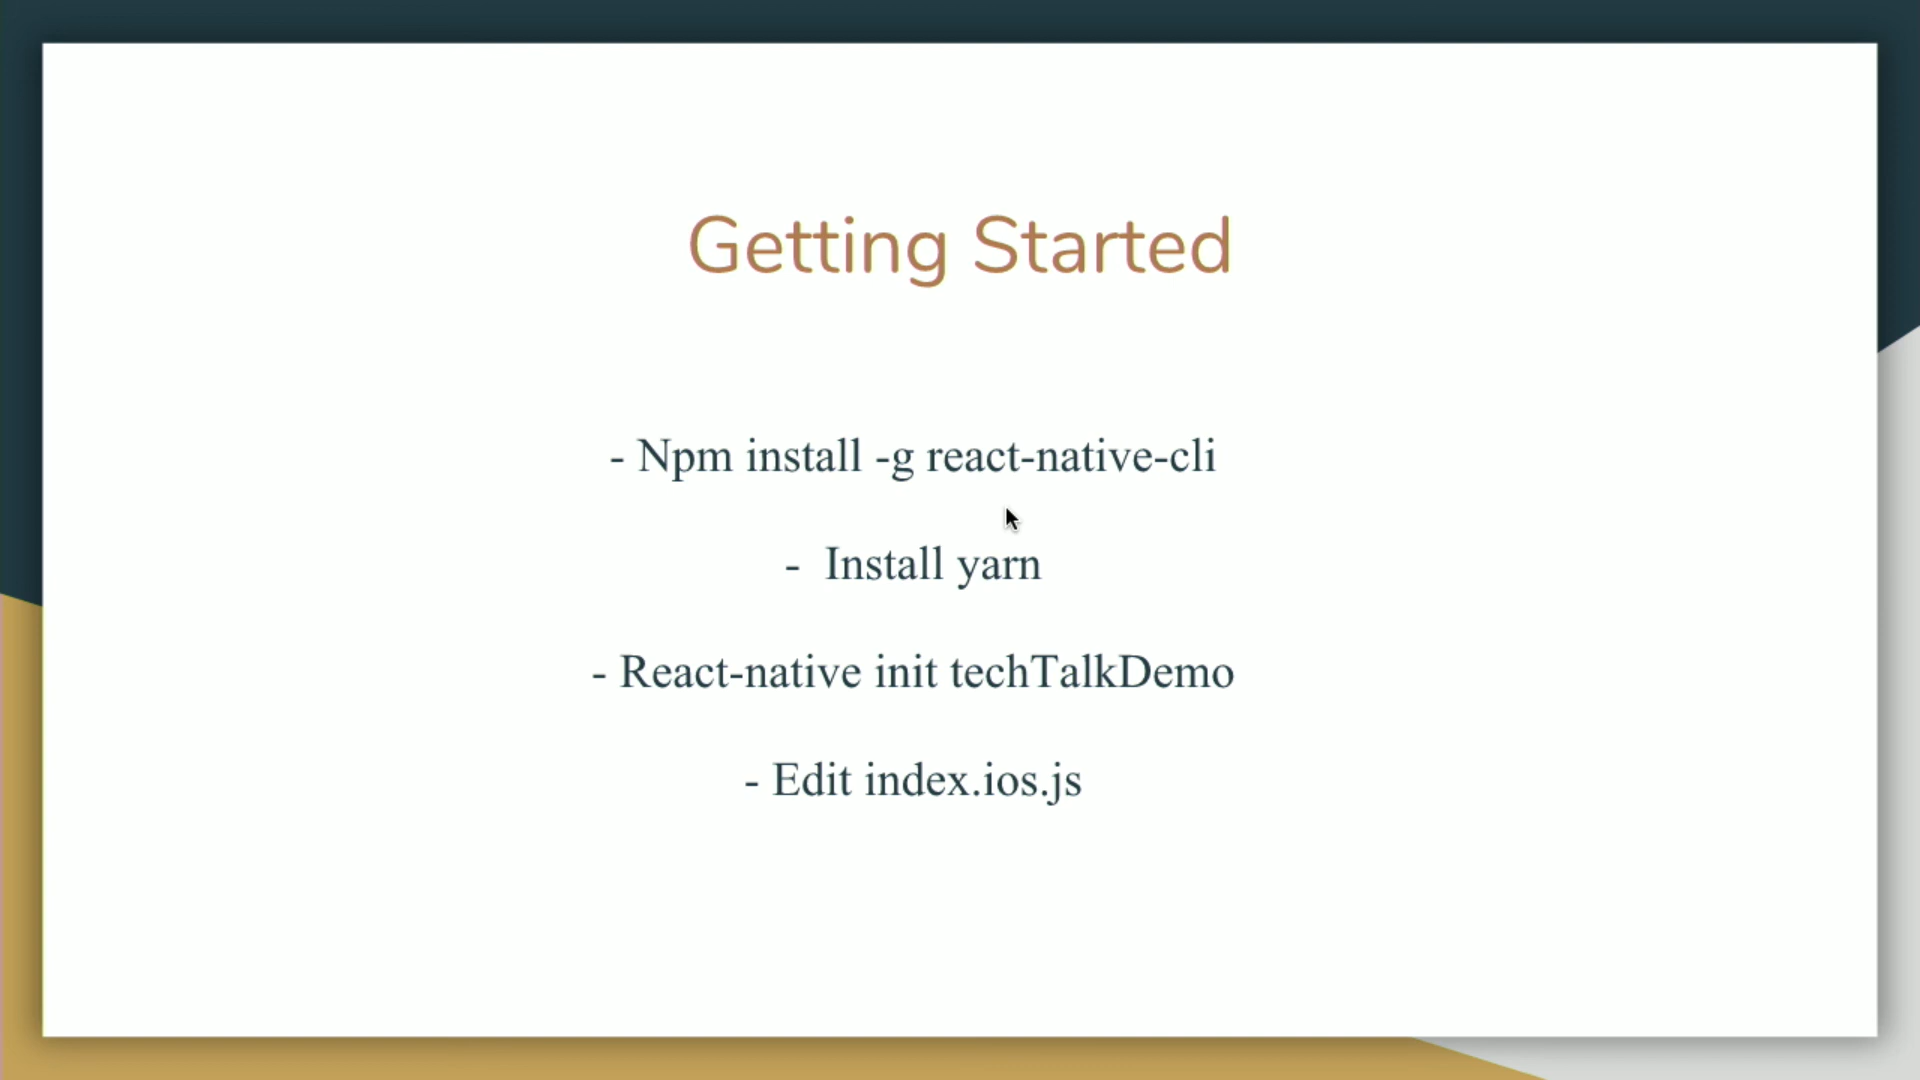 Getting Started
- Npm install -g react-native-cli
- Install yarn
- React-native init techTalkDemo
- Edit index.ios.js